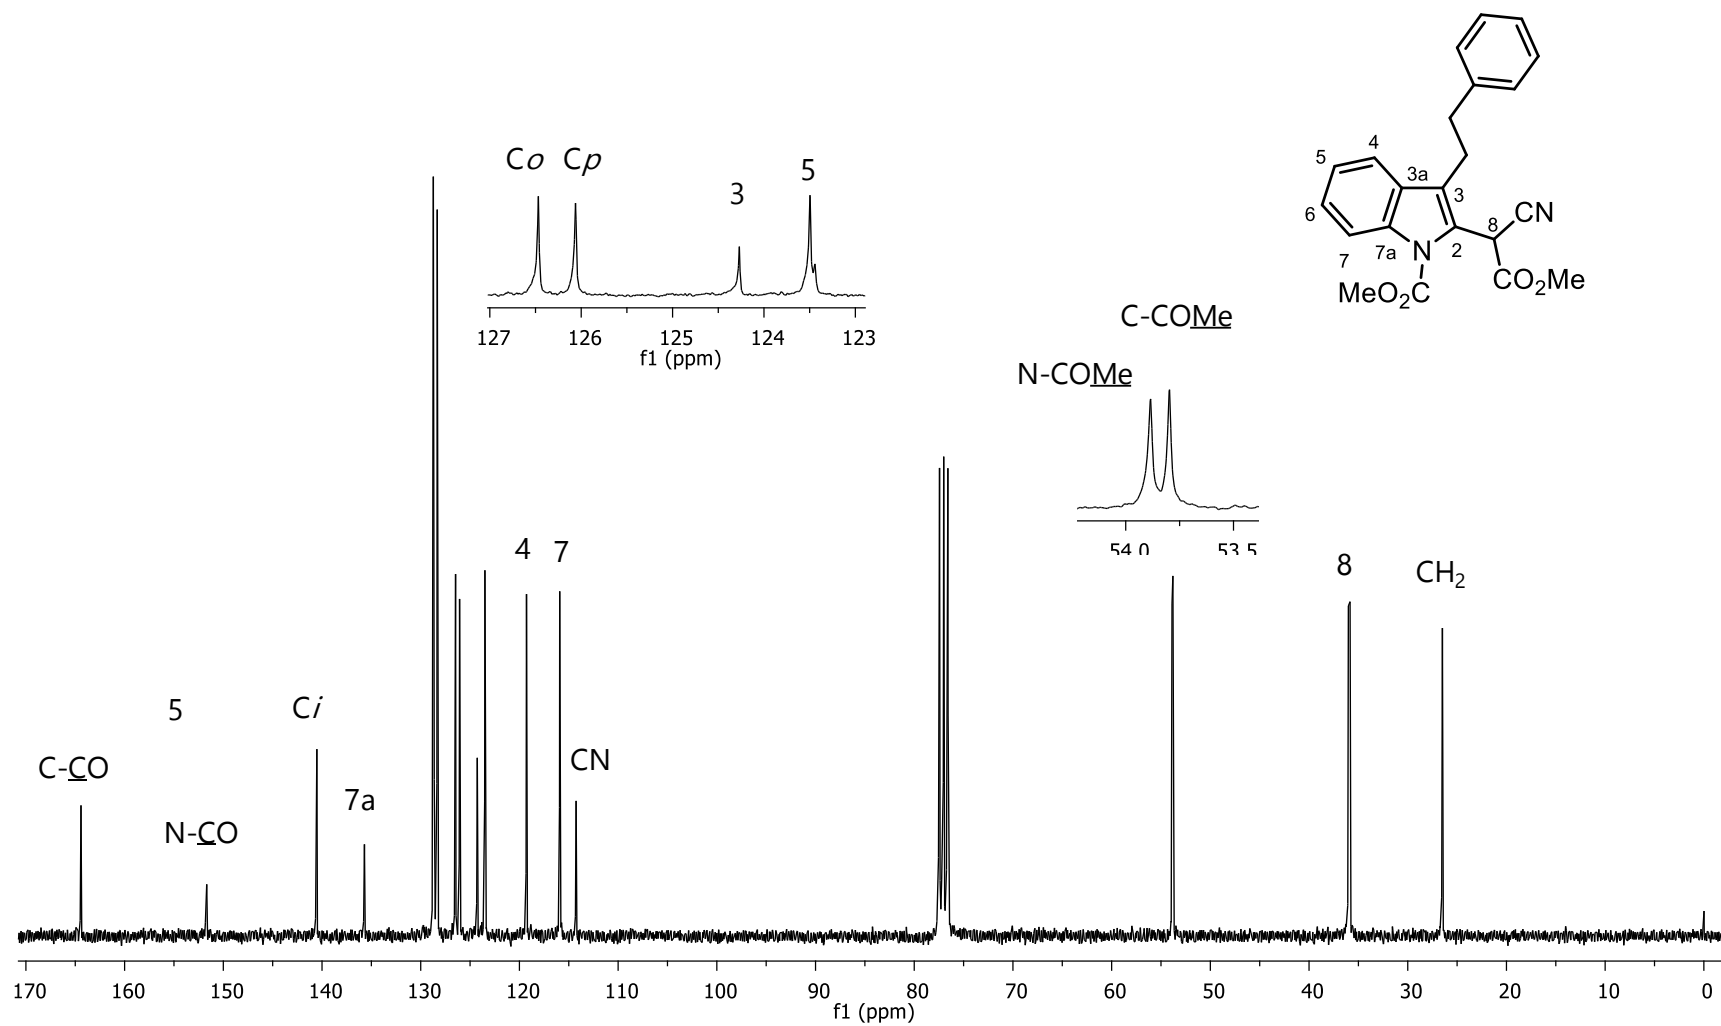 4
5
3a
3
6
8
CN
7
7a
N
2
MeO2C
CO2Me
Co Cp
3
5
127 126 125 124 123
f1 (ppm)
C-COMe
N-COMe
54.0 53.5
4 7
8
CH2
5
Ci
C-CO
7a
CN
N-CO
170 160 150 140 130 120 110 100 90 80 70 60 50 40 30 20 10 0
f1 (ppm)